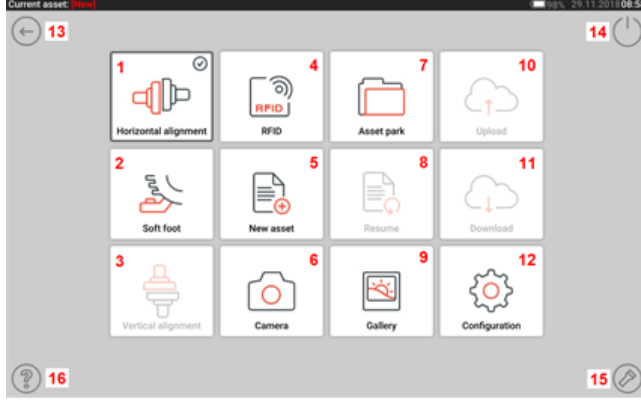 Current asset: [New]
98% 29.11.2018 08:5
13
14
1
4
7
10
RFID
Horizontal alignment
RFID
Asset park
Upload
2
5
8
11
Soft foot
New asset
Resume
Download
3
6
9
12
Vertical alignment
Camera
Gallery
Configuration
?
16
15